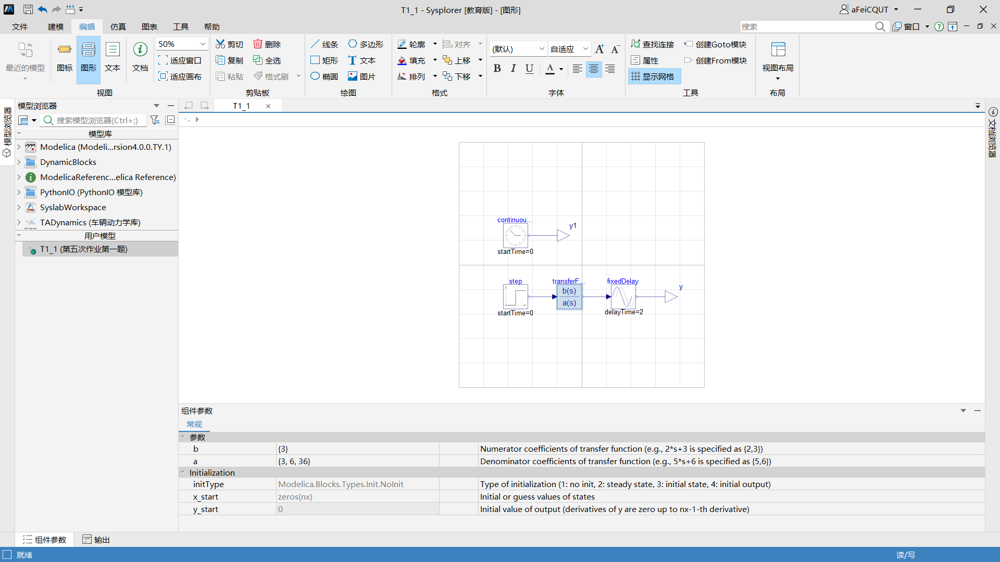 T1_1 - Sysplorer [教育版] - [图形]
aFeiCQUT
文件 建模 编辑 仿真 图表 工具 帮助
搜索
窗口
最近的模型
图标
图形
文本
文档
50%
适应窗口
适应画布
视图
剪切
复制
粘贴
删除
全选
格式刷
剪贴板
线条
矩形
椭圆
多边形
文本
图片
绘图
轮廓
填充
排列
对齐
上移
下移
格式
(默认)
自适应
B I U A
字体
查找连接
属性
显示网格
创建Goto模块
创建From模块
工具
视图布局
布局
模型浏览器
模型浏览器
搜索模型浏览器(Ctrl+;)
模型库
Modelica (Modeli...rsion4.0.0.TY.1)
DynamicBlocks
ModelicaReferenc...elica Reference)
PythonIO (PythonIO 模型库)
SyslabWorkspace
TADynamics (车辆动力学库)
用户模型
T1_1 (第五次作业第一题)
T1_1
文档浏览器
continuou...
y1
startTime=0
step
startTime=0
transferF...
b(s)
a(s)
fixedDelay
delayTime=2
y
组件参数
常规
参数
b {3} Numerator coefficients of transfer function (e.g., 2*s+3 is specified as {2,3})
a {3, 6, 36} Denominator coefficients of transfer function (e.g., 5*s+6 is specified as {5,6})
Initialization
initType Modelica.Blocks.Types.Init.NoInit Type of initialization (1: no init, 2: steady state, 3: initial state, 4: initial output)
x_start zeros(nx) Initial or guess values of states
y_start 0 Initial value of output (derivatives of y are zero up to nx-1-th derivative)
组件参数 输出
就绪
读/写